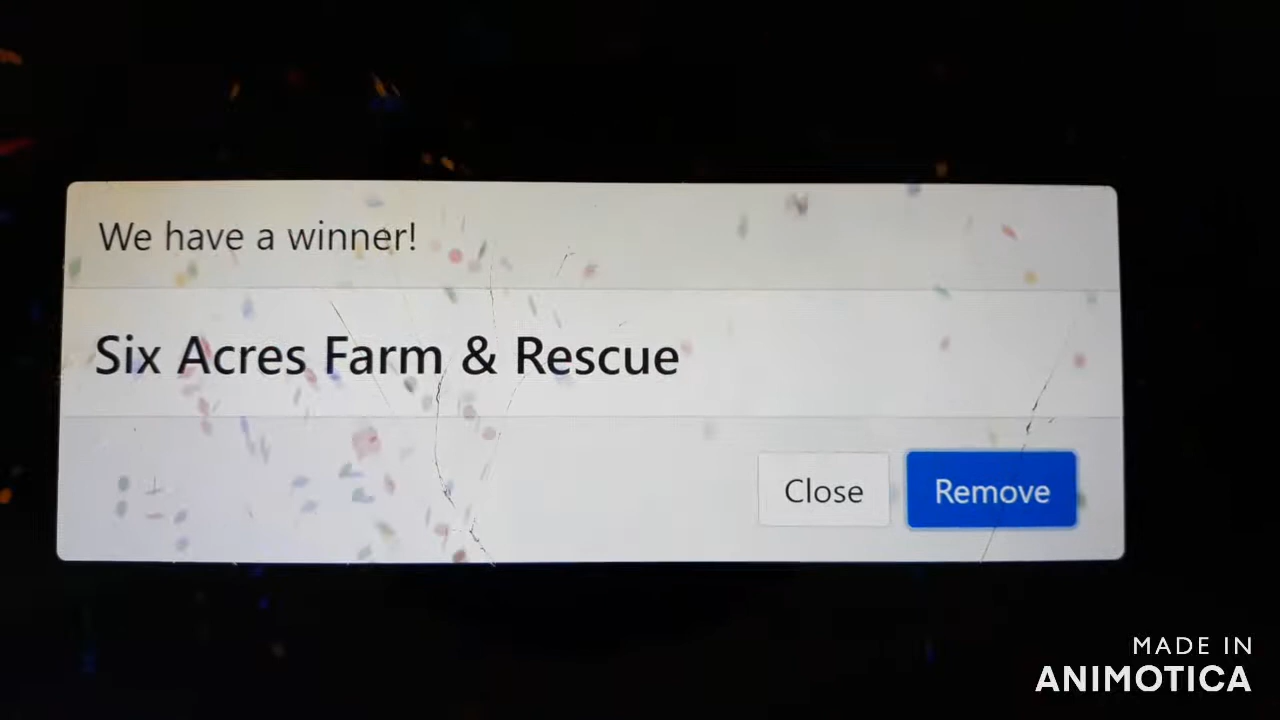 We have a winner!
Six Acres Farm & Rescue
Close
Remove
MADE IN
ANIMOTICA